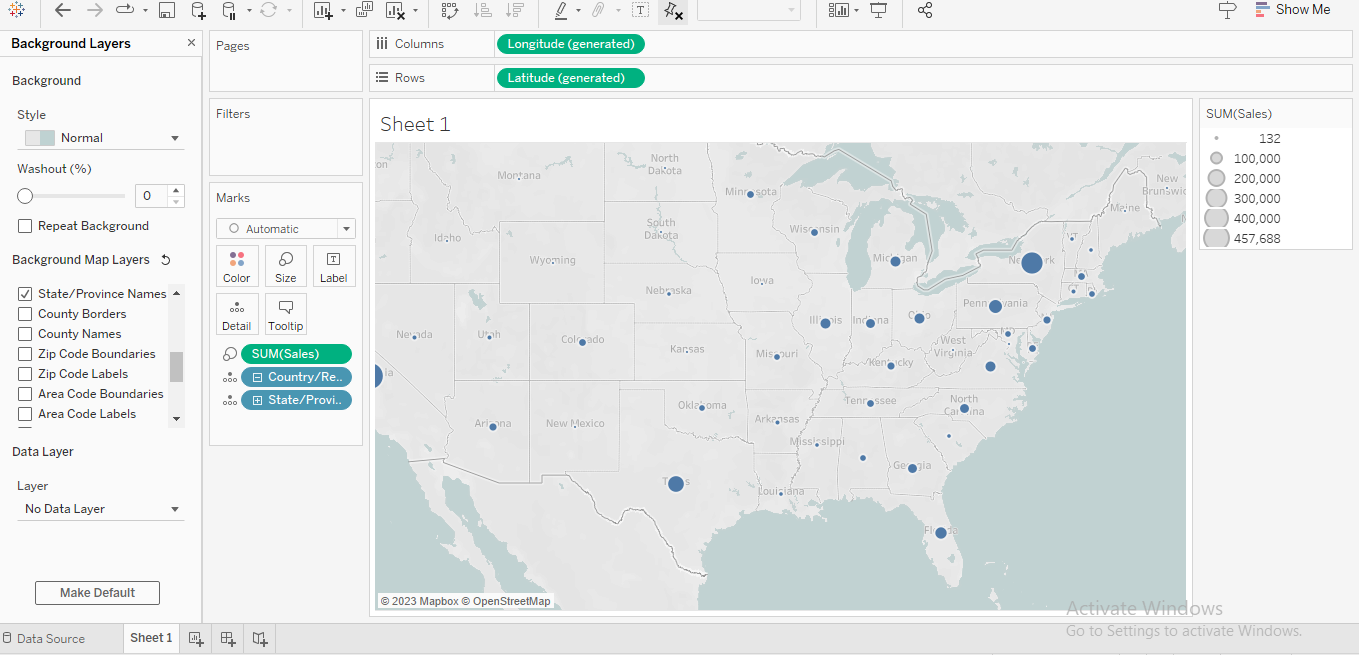 Show Me
Background Layers
Background
Style
Normal
Washout (%)
0
Repeat Background
Background Map Layers
State/Province Names
County Borders
County Names
Zip Code Boundaries
Zip Code Labels
Area Code Boundaries
Area Code Labels
Data Layer
Layer
No Data Layer
Make Default
Pages
Filters
Marks
Automatic
Color
Size
Label
Detail
Tooltip
SUM(Sales)
Country/Re..
State/Provi..
Columns
Longitude (generated)
Rows
Latitude (generated)
Sheet 1
Montana
North
Dakota
Minnesota
Idaho
South
Dakota
Wisconsin
Wyoming
Michigan
Maine
New
Iowa
Nebraska
Pennsylvania
Nevada
Utah
Colorado
Illinois
Indiana
Kansas
Missouri
West
Virginia
Kentucky
Oklahoma
Tennessee
North
Carolina
Arizona
New Mexico
Arkansas
Mississippi
Georgia
Louisiana
© 2023 Mapbox © OpenStreetMap
SUM(Sales)
132
100,000
200,000
300,000
400,000
457,688
Activate Windows
Go to Settings to activate Windows.
Data Source
Sheet 1